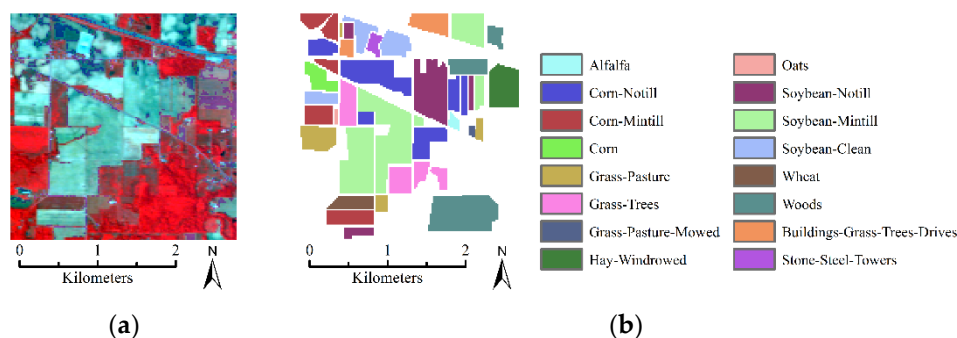 Alfalfa
Corn-Notill
Corn-Mintill
Corn
Grass-Pasture
Grass-Trees
Grass-Pasture-Mowed
Hay-Windrowed
Oats
Soybean-Notill
Soybean-Mintill
Soybean-Clean
Wheat
Woods
Buildings-Grass-Trees-Drives
Stone-Steel-Towers
0 1 2 N
Kilometers
0 1 2 N
Kilometers
(a) (b)